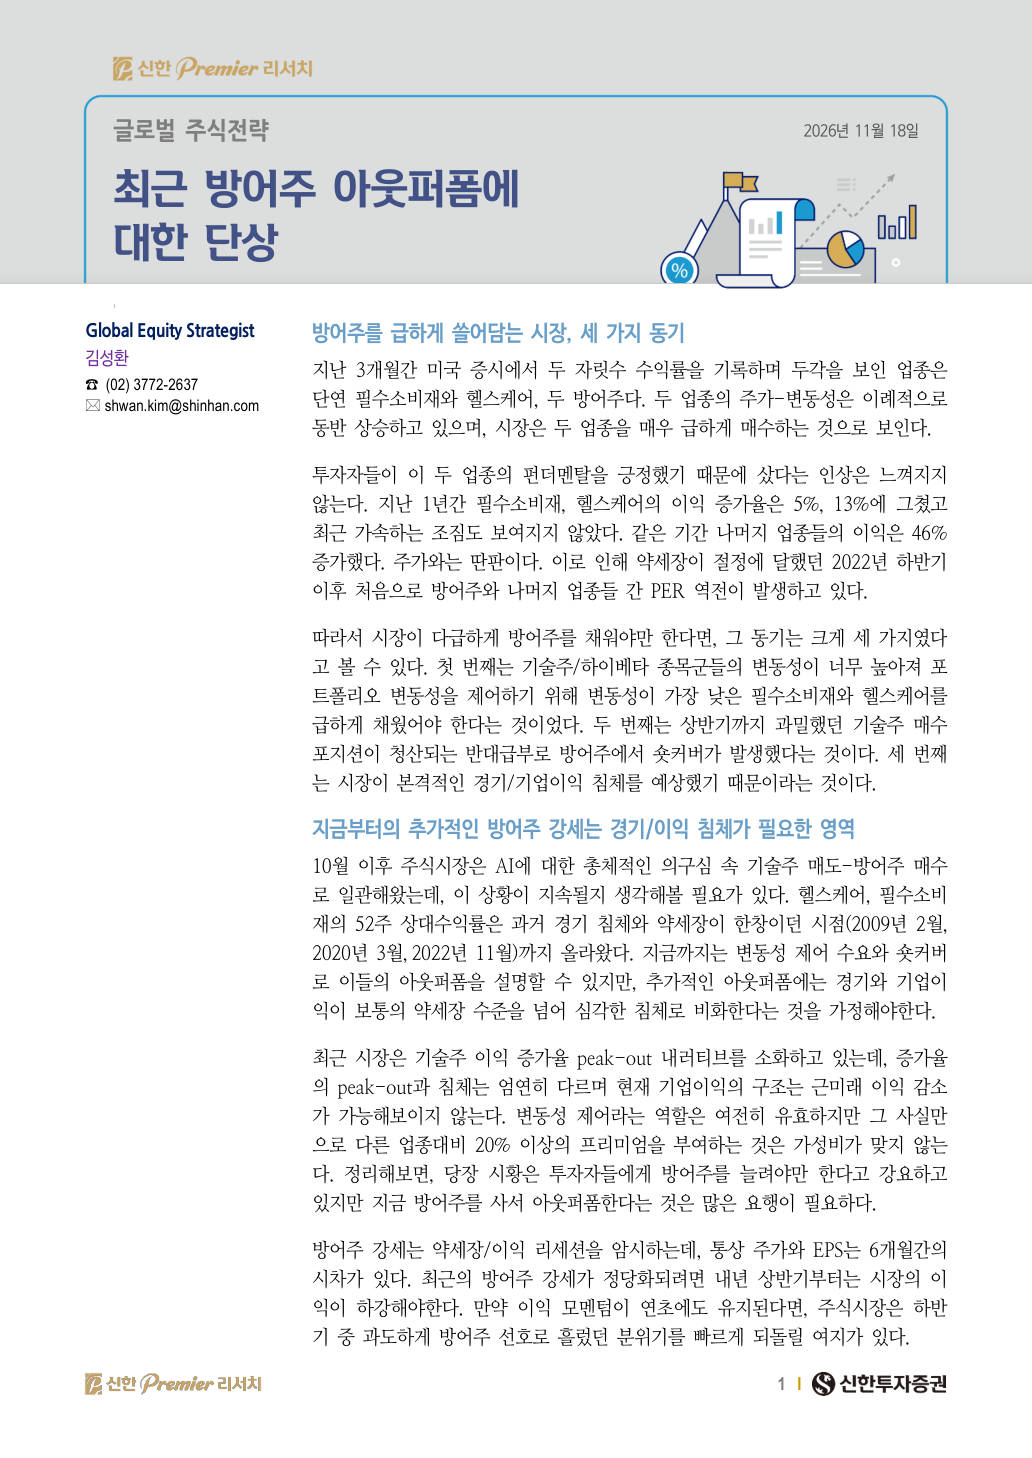 신한 Premier 리서치
글로벌 주식전략
2026년 11월 18일
최근 방어주 아웃퍼폼에
대한 단상
%
Global Equity Strategist
김성환
☎ (02) 3772-2637
✉ shwan.kim@shinhan.com
방어주를 급하게 쓸어담는 시장, 세 가지 동기
지난 3개월간 미국 증시에서 두 자릿수 수익률을 기록하며 두각을 보인 업종은
단연 필수소비재와 헬스케어, 두 방어주다. 두 업종의 주가-변동성은 이례적으로
동반 상승하고 있으며, 시장은 두 업종을 매우 급하게 매수하는 것으로 보인다.
투자자들이 이 두 업종의 펀더멘탈을 긍정했기 때문에 샀다는 인상은 느껴지지
않는다. 지난 1년간 필수소비재, 헬스케어의 이익 증가율은 5%, 13%에 그쳤고
최근 가속하는 조짐도 보여지지 않았다. 같은 기간 나머지 업종들의 이익은 46%
증가했다. 주가와는 딴판이다. 이로 인해 약세장이 절정에 달했던 2022년 하반기
이후 처음으로 방어주와 나머지 업종들 간 PER 역전이 발생하고 있다.
따라서 시장이 다급하게 방어주를 채워야만 한다면, 그 동기는 크게 세 가지였다
고 볼 수 있다. 첫 번째는 기술주/하이베타 종목군들의 변동성이 너무 높아져 포
트폴리오 변동성을 제어하기 위해 변동성이 가장 낮은 필수소비재와 헬스케어를
급하게 채웠어야 한다는 것이었다. 두 번째는 상반기까지 과밀했던 기술주 매수
포지션이 청산되는 반대급부로 방어주에서 숏커버가 발생했다는 것이다. 세 번째
는 시장이 본격적인 경기/기업이익 침체를 예상했기 때문이라는 것이다.
지금부터의 추가적인 방어주 강세는 경기/이익 침체가 필요한 영역
10월 이후 주식시장은 AI에 대한 총체적인 의구심 속 기술주 매도-방어주 매수
로 일관해왔는데, 이 상황이 지속될지 생각해볼 필요가 있다. 헬스케어, 필수소비
재의 52주 상대수익률은 과거 경기 침체와 약세장이 한창이던 시점(2009년 2월,
2020년 3월, 2022년 11월)까지 올라왔다. 지금까지는 변동성 제어 수요와 숏커버
로 이들의 아웃퍼폼을 설명할 수 있지만, 추가적인 아웃퍼폼에는 경기와 기업이
익이 보통의 약세장 수준을 넘어 심각한 침체로 비화한다는 것을 가정해야한다.
최근 시장은 기술주 이익 증가율 peak-out 내러티브를 소화하고 있는데, 증가율
의 peak-out과 침체는 엄연히 다르며 현재 기업이익의 구조는 근미래 이익 감소
가 가능해보이지 않는다. 변동성 제어라는 역할은 여전히 유효하지만 그 사실만
으로 다른 업종대비 20% 이상의 프리미엄을 부여하는 것은 가성비가 맞지 않는
다. 정리해보면, 당장 시황은 투자자들에게 방어주를 늘려야만 한다고 강요하고
있지만 지금 방어주를 사서 아웃퍼폼한다는 것은 많은 요행이 필요하다.
방어주 강세는 약세장/이익 리세션을 암시하는데, 통상 주가와 EPS는 6개월간의
시차가 있다. 최근의 방어주 강세가 정당화되려면 내년 상반기부터는 시장의 이
익이 하강해야한다. 만약 이익 모멘텀이 연초에도 유지된다면, 주식시장은 하반
기 중 과도하게 방어주 선호로 흘렀던 분위기를 빠르게 되돌릴 여지가 있다.
신한 Premier 리서치
1 | 신한투자증권